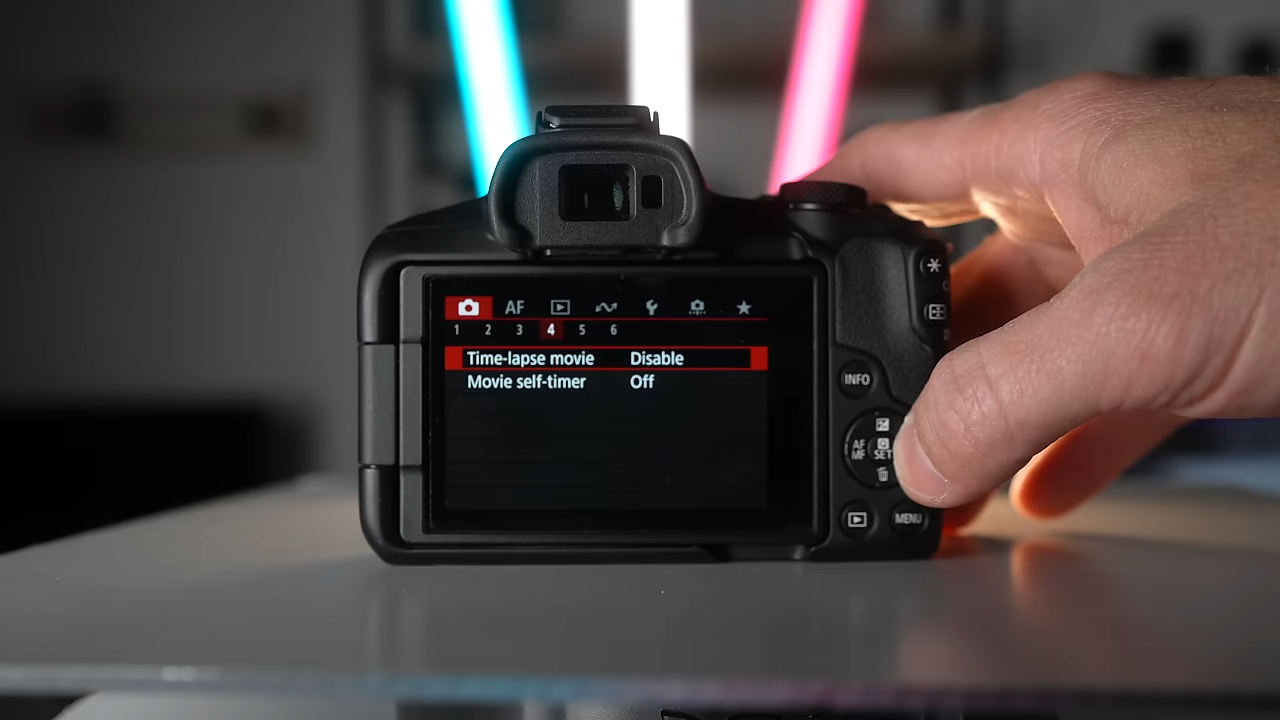 AF
1 2 3 4 5 6
Time-lapse movie Disable
Movie self-timer Off
INFO
AF
MF
SET
MENU